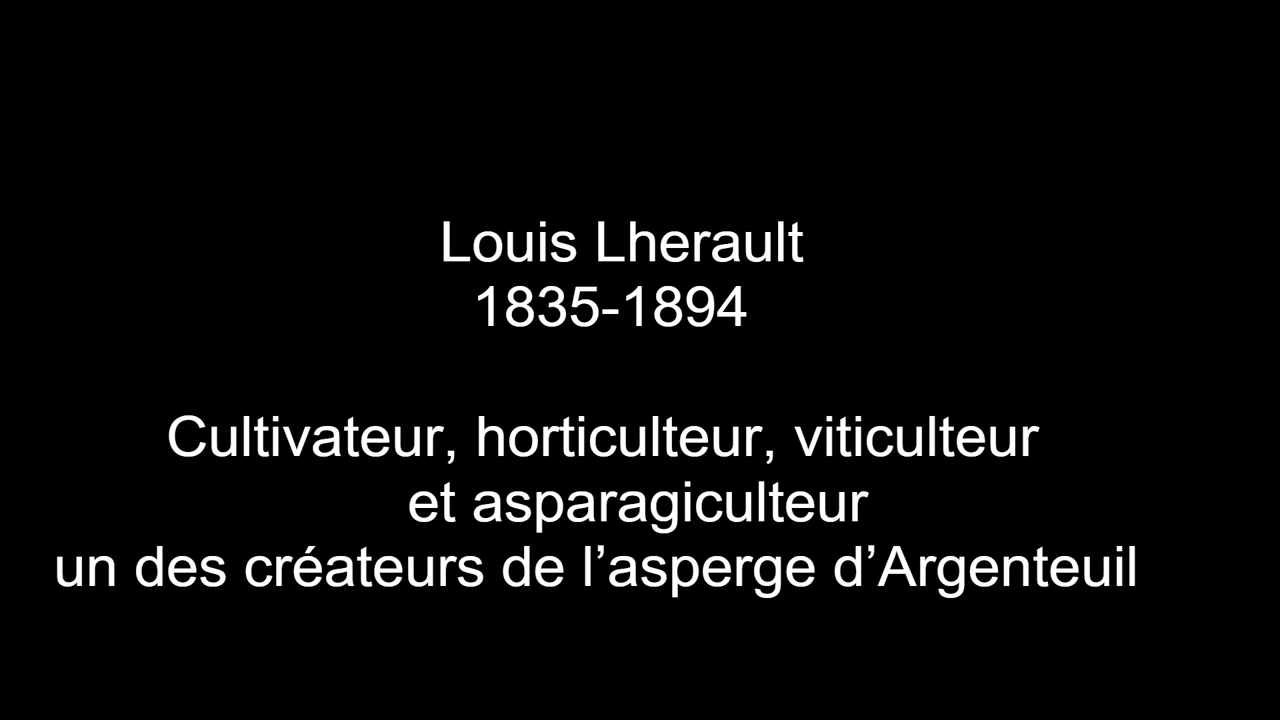 Louis Lherault
1835-1894
Cultivateur, horticulteur, viticulteur
et asparagiculteur
un des créateurs de l’asperge d’Argenteuil